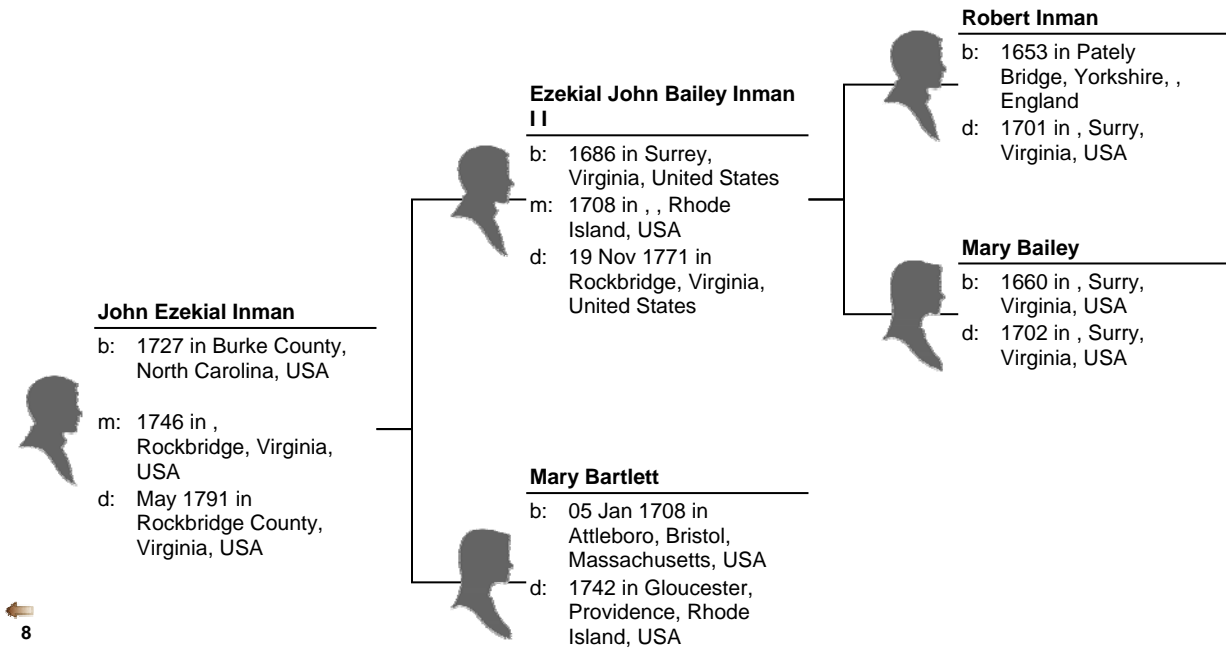 Robert Inman
b: 1653 in Pately
Bridge, Yorkshire, ,
England
d: 1701 in , Surry,
Virginia, USA
Ezekial John Bailey Inman
I I
b: 1686 in Surrey,
Virginia, United States
m: 1708 in , , Rhode
Island, USA
d: 19 Nov 1771 in
Rockbridge, Virginia,
United States
Mary Bailey
b: 1660 in , Surry,
Virginia, USA
d: 1702 in , Surry,
Virginia, USA
John Ezekial Inman
b: 1727 in Burke County,
North Carolina, USA
m: 1746 in ,
Rockbridge, Virginia,
USA
d: May 1791 in
Rockbridge County,
Virginia, USA
Mary Bartlett
b: 05 Jan 1708 in
Attleboro, Bristol,
Massachusetts, USA
d: 1742 in Gloucester,
Providence, Rhode
Island, USA
8